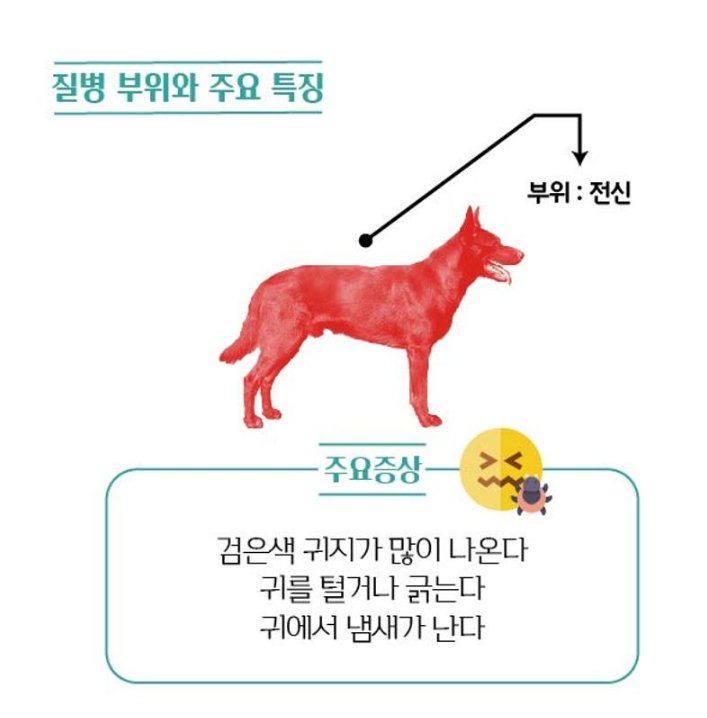 질병 부위와 주요 특징
부위 : 전신
주요증상
검은색 귀지가 많이 나온다
귀를 털거나 긁는다
귀에서 냄새가 난다